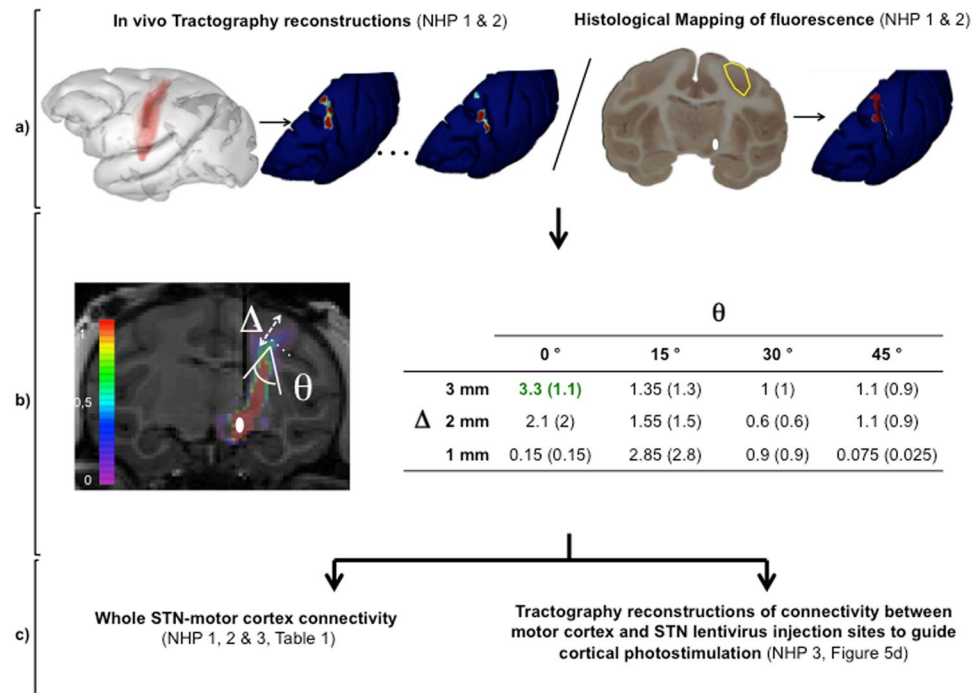 In vivo Tractography reconstructions (NHP 1 & 2)
Histological Mapping of fluorescence (NHP 1 & 2)
a)
. . .
b)
1
0,5
0
Δ
θ
θ
0 ° 15 ° 30 ° 45 °
3 mm 3.3 (1.1) 1.35 (1.3) 1 (1) 1.1 (0.9)
Δ 2 mm 2.1 (2) 1.55 (1.5) 0.6 (0.6) 1.1 (0.9)
1 mm 0.15 (0.15) 2.85 (2.8) 0.9 (0.9) 0.075 (0.025)
c)
Whole STN-motor cortex connectivity
(NHP 1, 2 & 3, Table 1)
Tractography reconstructions of connectivity between
motor cortex and STN lentivirus injection sites to guide
cortical photostimulation (NHP 3, Figure 5d)